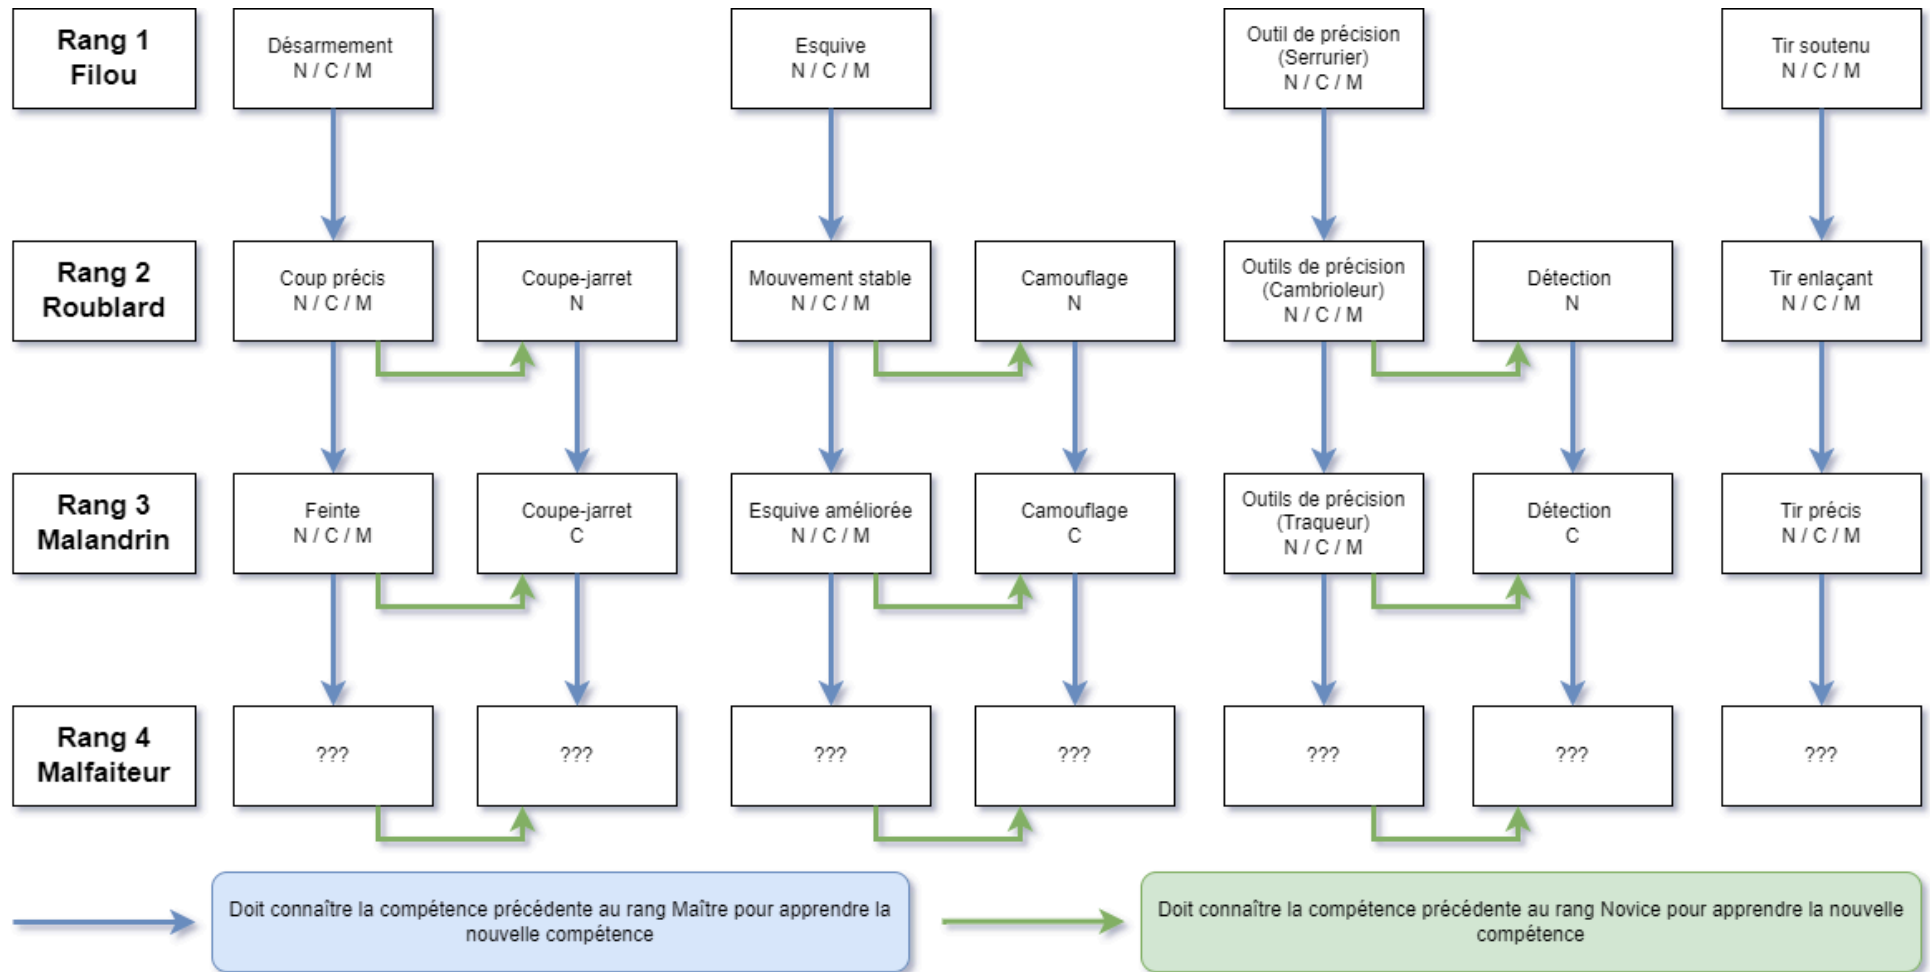 Rang 1
Filou
Désarmement
N / C / M
Esquive
N / C / M
Outil de précision
(Serrurier)
N / C / M
Tir soutenu
N / C / M
Rang 2
Roublard
Coup précis
N / C / M
Coupe-jarret
N
Mouvement stable
N / C / M
Camouflage
N
Outils de précision
(Cambrioleur)
N / C / M
Détection
N
Tir enlaçant
N / C / M
Rang 3
Malandrin
Feinte
N / C / M
Coupe-jarret
C
Esquive améliorée
N / C / M
Camouflage
C
Outils de précision
(Traqueur)
N / C / M
Détection
C
Tir précis
N / C / M
Rang 4
Malfaiteur
???
???
???
???
???
???
???
Doit connaître la compétence précédente au rang Maître pour apprendre la
nouvelle compétence
Doit connaître la compétence précédente au rang Novice pour apprendre la nouvelle
compétence